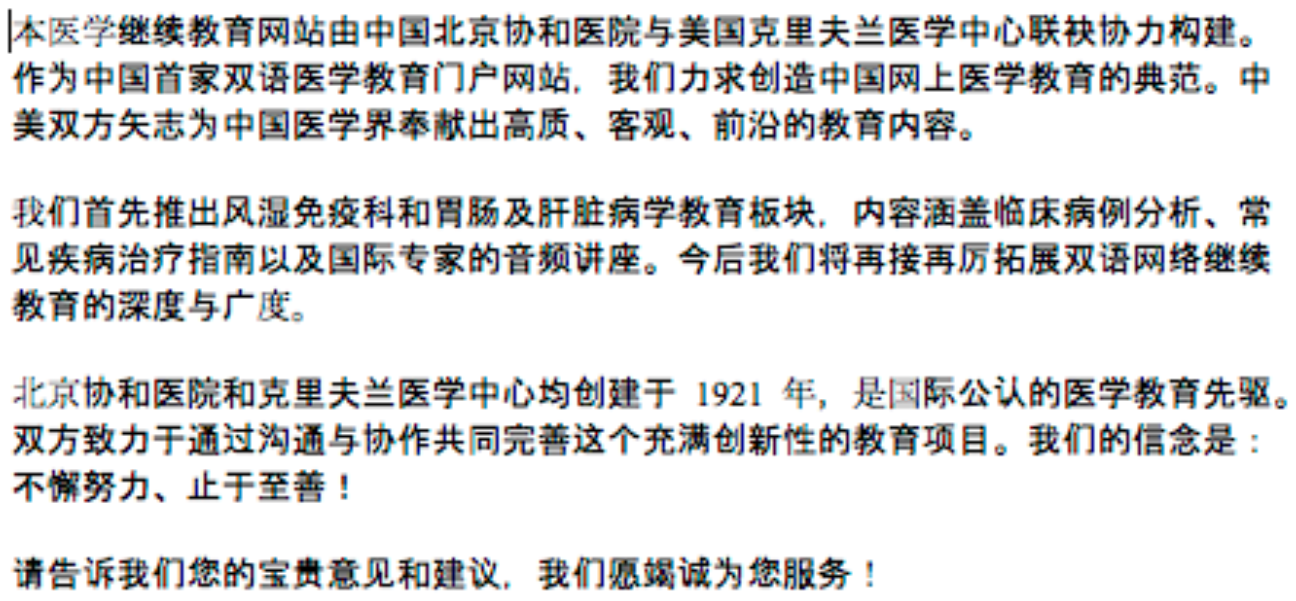 本医学继续教育网站由中国北京协和医院与美国克里夫兰医学中心联袂协力构建。
作为中国首家双语医学教育门户网站，我们力求创造中国网上医学教育的典范。中
美双方矢志为中国医学界奉献出高质、客观、前沿的教育内容。
我们首先推出风湿免疫科和胃肠及肝脏病学教育板块，内容涵盖临床病例分析、常
见疾病治疗指南以及国际专家的音频讲座。今后我们将再接再厉拓展双语网络继续
教育的深度与广度。
北京协和医院和克里夫兰医学中心均创建于 1921 年，是国际公认的医学教育先驱。
双方致力于通过沟通与协作共同完善这个充满创新性的教育项目。我们的信念是：
不懈努力、止于至善！
请告诉我们您的宝贵意见和建议，我们愿竭诚为您服务！